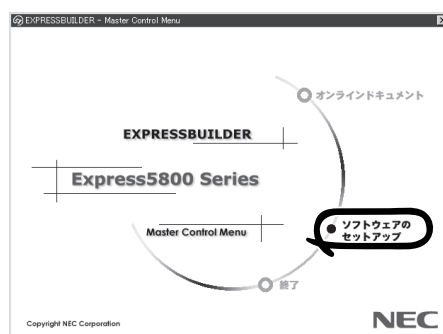 EXPRESSBUILDER - Master Control Menu
オンラインドキュメント
EXPRESSBUILDER
Express5800 Series
Master Control Menu
ソフトウェアの
セットアップ
終了
Copyright NEC Corporation
NEC